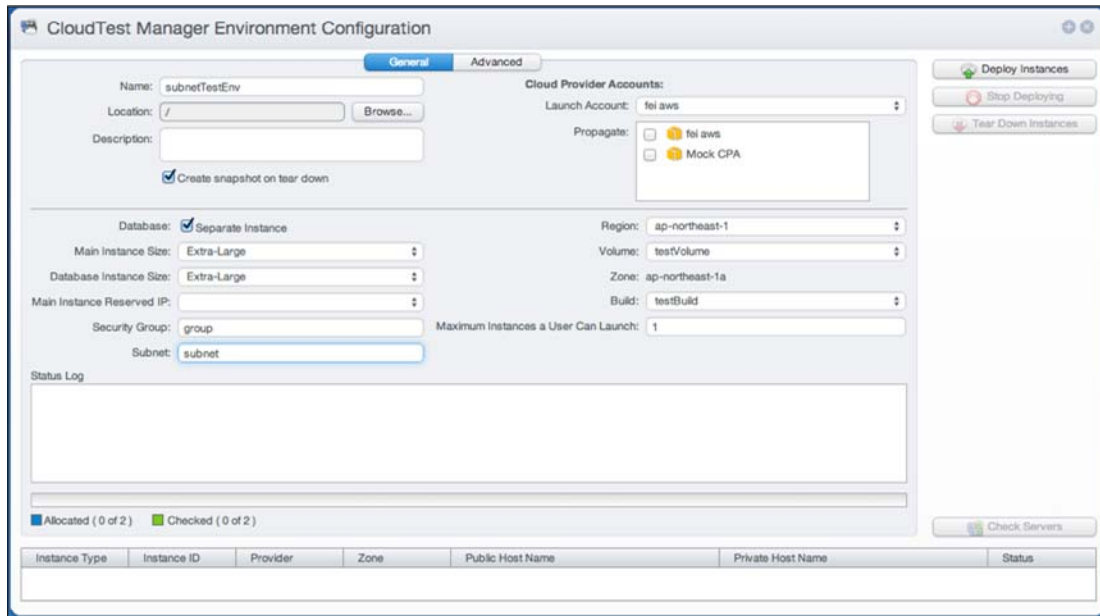 CloudTest Manager Environment Configuration
General
Advanced
Name: subnetTestEnv
Location: /
Browse...
Description:
Create snapshot on tear down
Cloud Provider Accounts:
Launch Account: fei aws
Propagate:
fei aws
Mock CPA
Deploy Instances
Stop Deploying
Tear Down Instances
Database: Separate Instance
Main Instance Size: Extra-Large
Database Instance Size: Extra-Large
Main Instance Reserved IP:
Security Group: group
Subnet: subnet
Region: ap-northeast-1
Volume: testVolume
Zone: ap-northeast-1a
Build: testBuild
Maximum Instances a User Can Launch: 1
Status Log
Allocated ( 0 of 2 )
Checked ( 0 of 2 )
Check Servers
Instance Type
Instance ID
Provider
Zone
Public Host Name
Private Host Name
Status